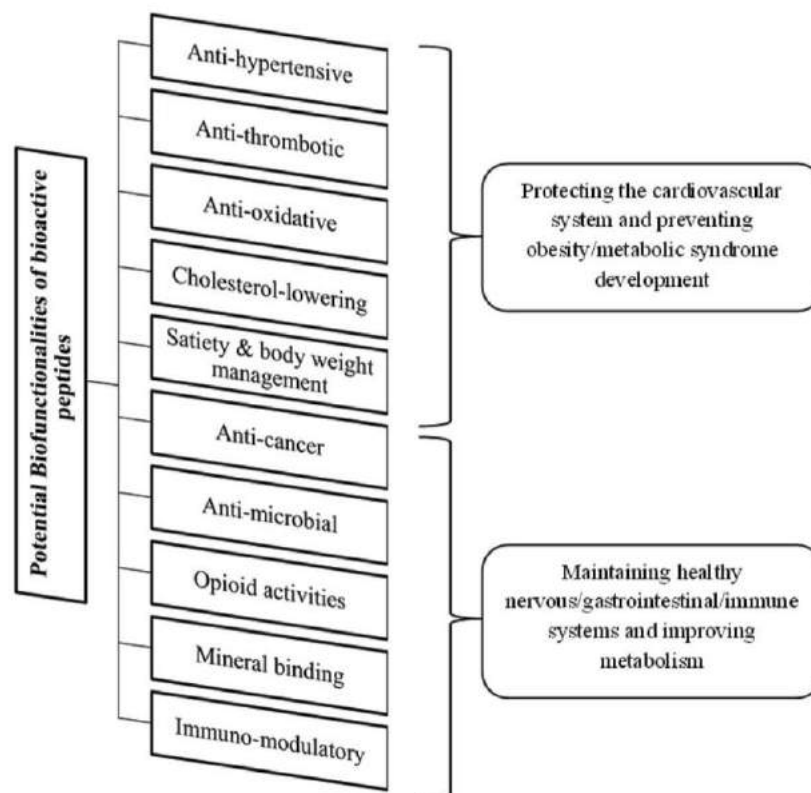 Potential Biofunctionalities of bioactive
peptides
Anti-hypertensive
Anti-thrombotic
Anti-oxidative
Cholesterol-lowering
Satiety & body weight
management
Anti-cancer
Anti-microbial
Opioid activities
Mineral binding
Immuno-modulatory
Protecting the cardiovascular
system and preventing
obesity/metabolic syndrome
development
Maintaining healthy
nervous/gastrointestinal/immune
systems and improving
metabolism